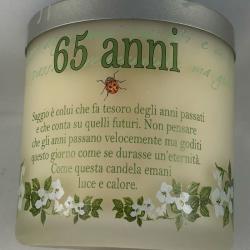 65 anni
Saggio è colui che fa tesoro degli anni passati
e che conta su quelli futuri. Non pensare
che gli anni passano velocemente ma goditi
questo giorno come se durasse un'eternità.
Come questa candela emani
luce e calore.